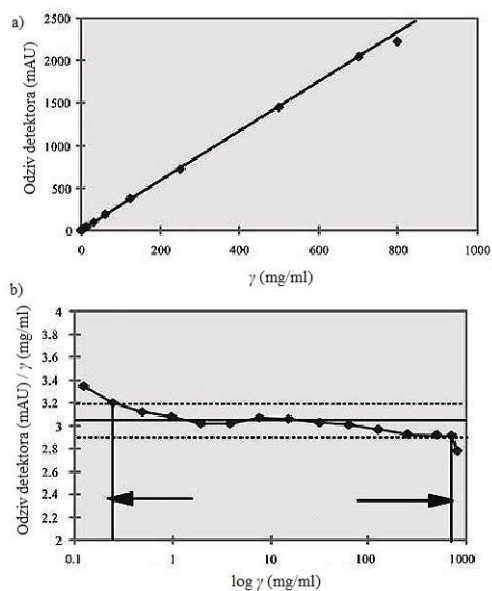 a)
Odziv detektora (mAU)
2500
2000
1500
1000
500
0
0 200 400 600 800 1000
γ (mg/ml)
b)
Odziv detektora (mAU) / γ (mg/ml)
4
3.8
3.6
3.4
3.2
3
2.8
2.6
2.4
2.2
2
0.1 1 10 100 1000
log γ (mg/ml)